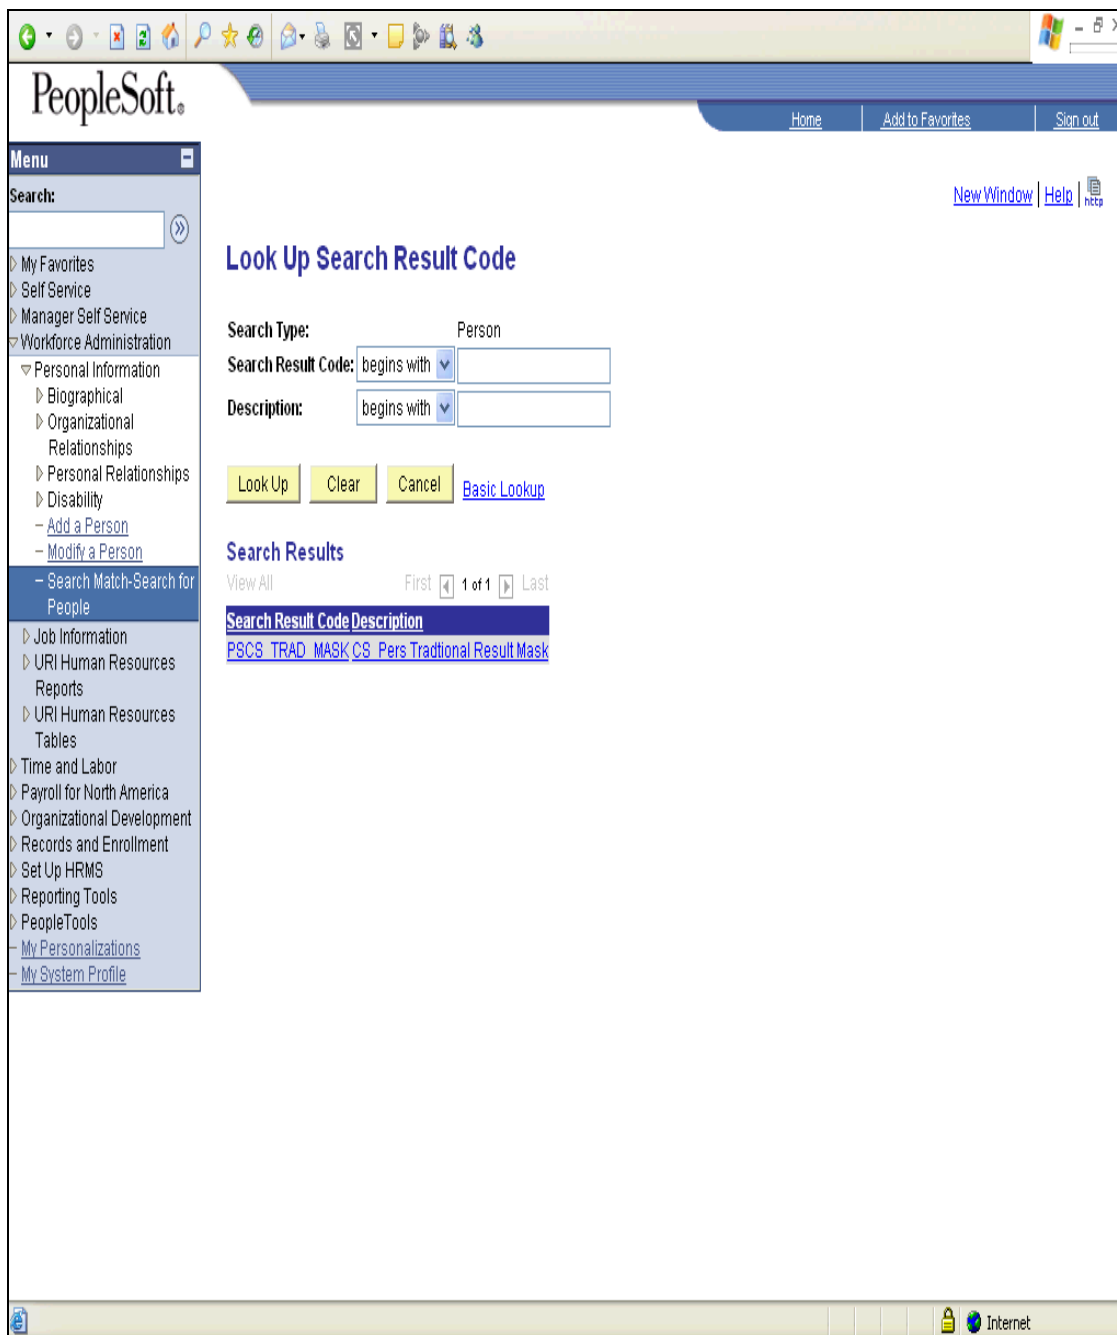 PeopleSoft®
Home Add to Favorites Sign out
Menu
Search:
New Window | Help | http
My Favorites
Self Service
Manager Self Service
Workforce Administration
Personal Information
Biographical
Organizational
Relationships
Personal Relationships
Disability
– Add a Person
– Modify a Person
– Search Match-Search for
People
Job Information
URI Human Resources
Reports
URI Human Resources
Tables
Time and Labor
Payroll for North America
Organizational Development
Records and Enrollment
Set Up HRMS
Reporting Tools
PeopleTools
– My Personalizations
– My System Profile
Look Up Search Result Code
Search Type: Person
Search Result Code: begins with
Description: begins with
Look Up Clear Cancel Basic Lookup
Search Results
View All First 1 of 1 Last
Search Result Code Description
PSCS_TRAD_MASK CS_Pers Tradtional Result Mask
Internet